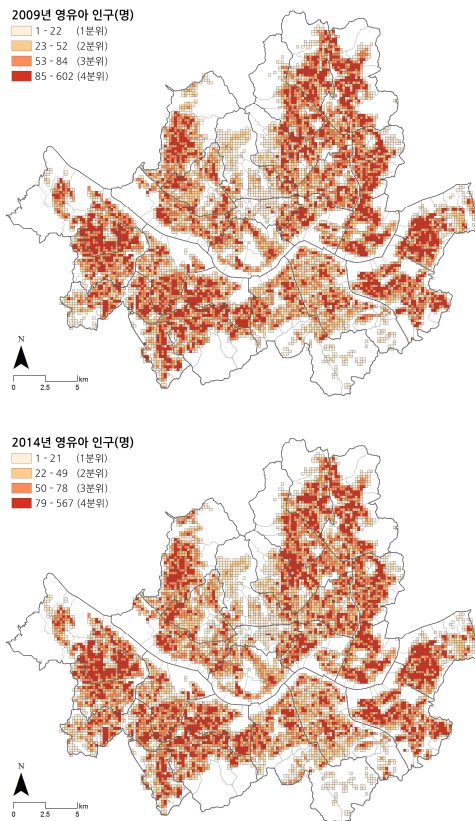 2009년 영유아 인구(명)
1 - 22 (1분위)
23 - 52 (2분위)
53 - 84 (3분위)
85 - 602 (4분위)
N
0 2.5 5 km
2014년 영유아 인구(명)
1 - 21 (1분위)
22 - 49 (2분위)
50 - 78 (3분위)
79 - 567 (4분위)
N
0 2.5 5 km